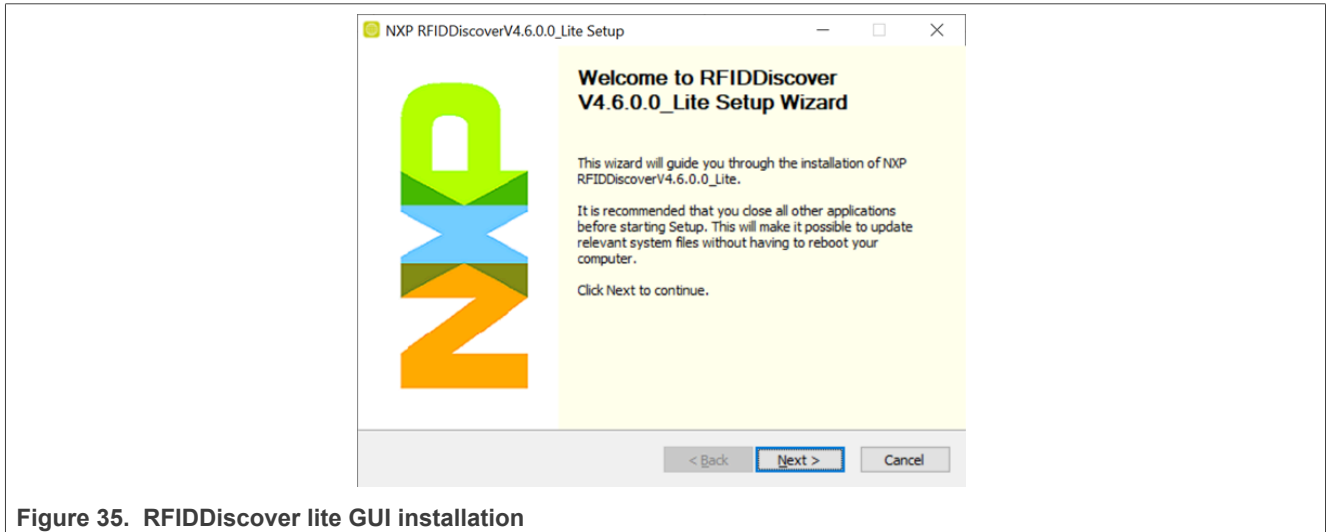 NXP RFIDDiscoverV4.6.0.0_Lite Setup
NXP
Welcome to RFIDDiscover
V4.6.0.0_Lite Setup Wizard
This wizard will guide you through the installation of NXP
RFIDDiscoverV4.6.0.0_Lite.
It is recommended that you close all other applications
before starting Setup. This will make it possible to update
relevant system files without having to reboot your
computer.
Click Next to continue.
< Back Next > Cancel
Figure 35. RFIDDiscover lite GUI installation